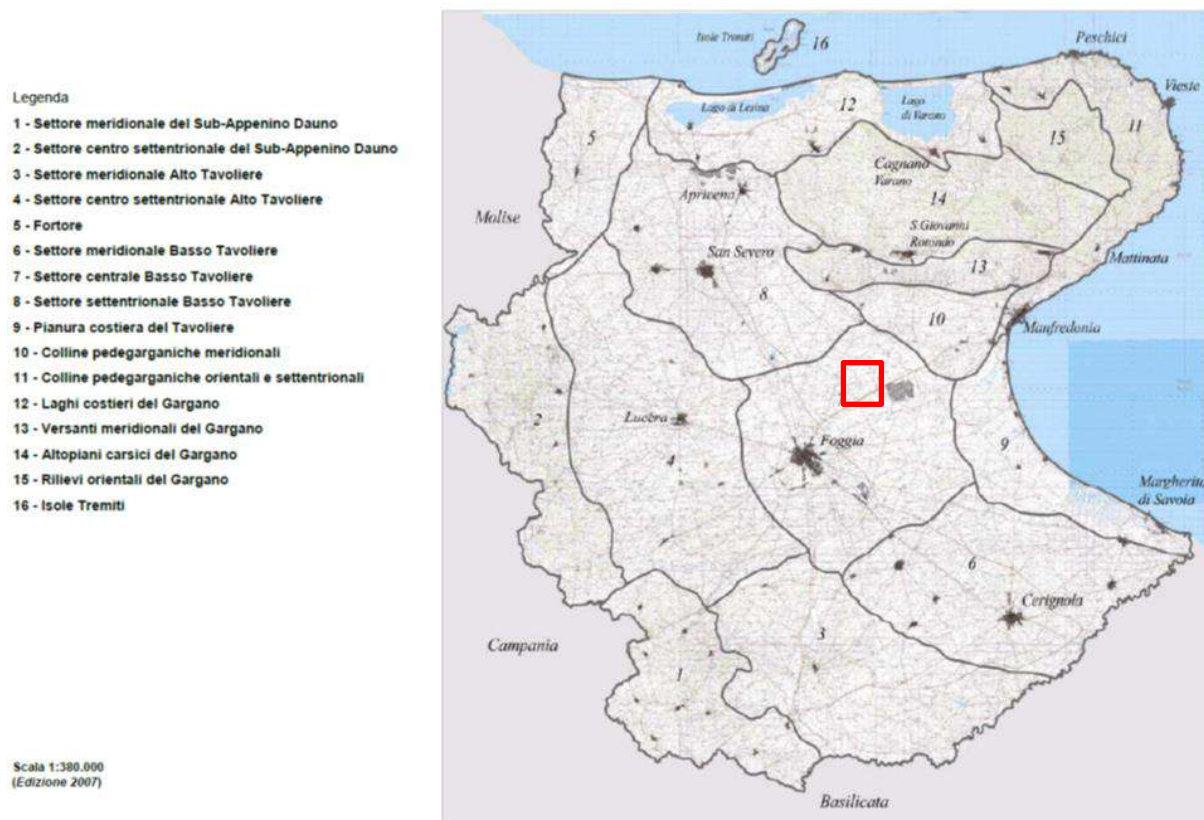 Legenda
1 - Settore meridionale del Sub-Appenino Dauno
2 - Settore centro settentrionale del Sub-Appenino Dauno
3 - Settore meridionale Alto Tavoliere
4 - Settore centro settentrionale Alto Tavoliere
5 - Fortore
6 - Settore meridionale Basso Tavoliere
7 - Settore centrale Basso Tavoliere
8 - Settore settentrionale Basso Tavoliere
9 - Pianura costiera del Tavoliere
10 - Colline pedegarganiche meridionali
11 - Colline pedegarganiche orientali e settentrionali
12 - Laghi costieri del Gargano
13 - Versanti meridionali del Gargano
14 - Altopiani carsici del Gargano
15 - Rilievi orientali del Gargano
16 - Isole Tremiti
Scala 1:380.000
(Edizione 2007)
Isole Tremiti
16
Peschici
Vieste
Lago di Lesina
12
Lago
di Varano
11
15
5
Cagnano
Varano
Apricena
14
Molise
S.Giovanni
Rotondo
San Severo
Mattinata
13
8
10
Manfredonia
2
Lucera
Foggia
9
4
Margherita
di Savoia
6
Cerignola
3
Campania
1
Basilicata